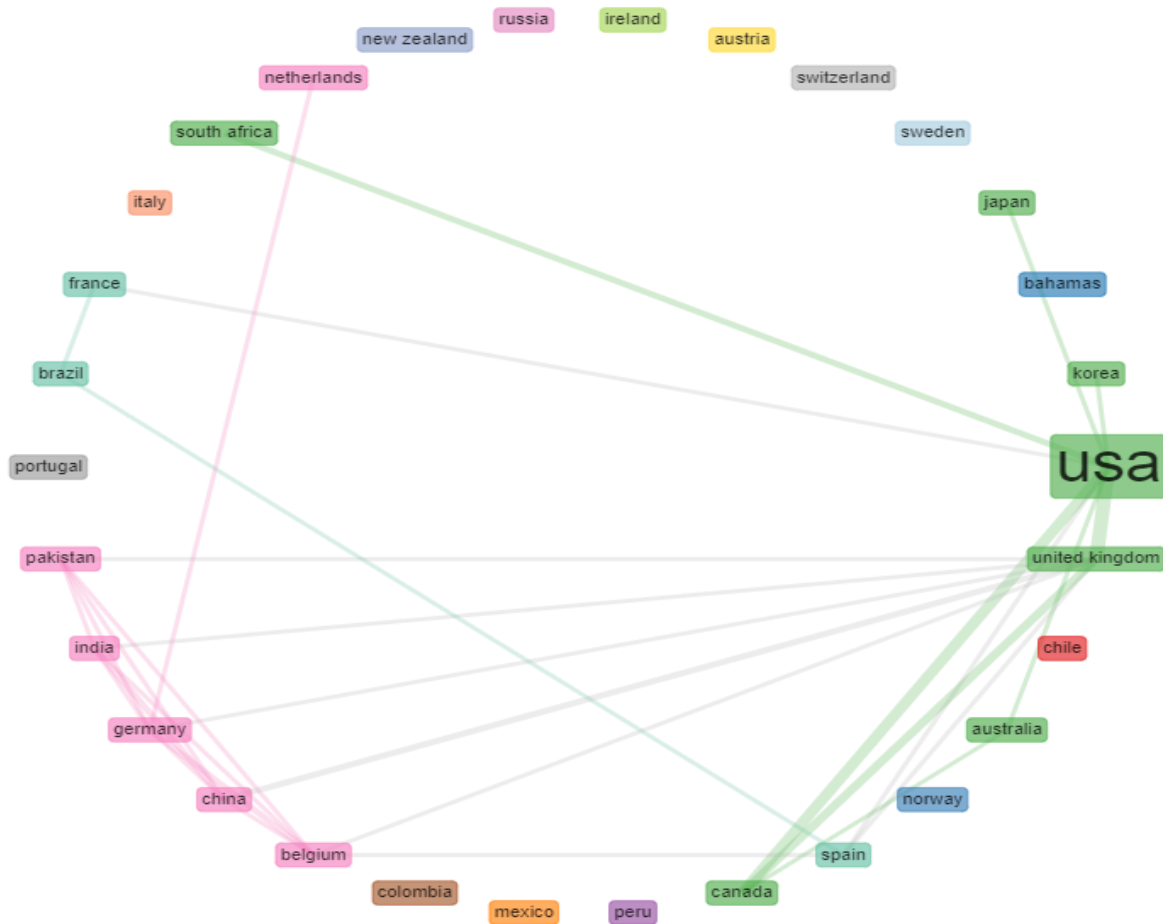 russia
ireland
new zealand
austria
netherlands
switzerland
south africa
sweden
italy
japan
france
bahamas
brazil
korea
portugal
usa
pakistan
united kingdom
india
chile
germany
australia
china
norway
belgium
spain
colombia
canada
mexico
peru